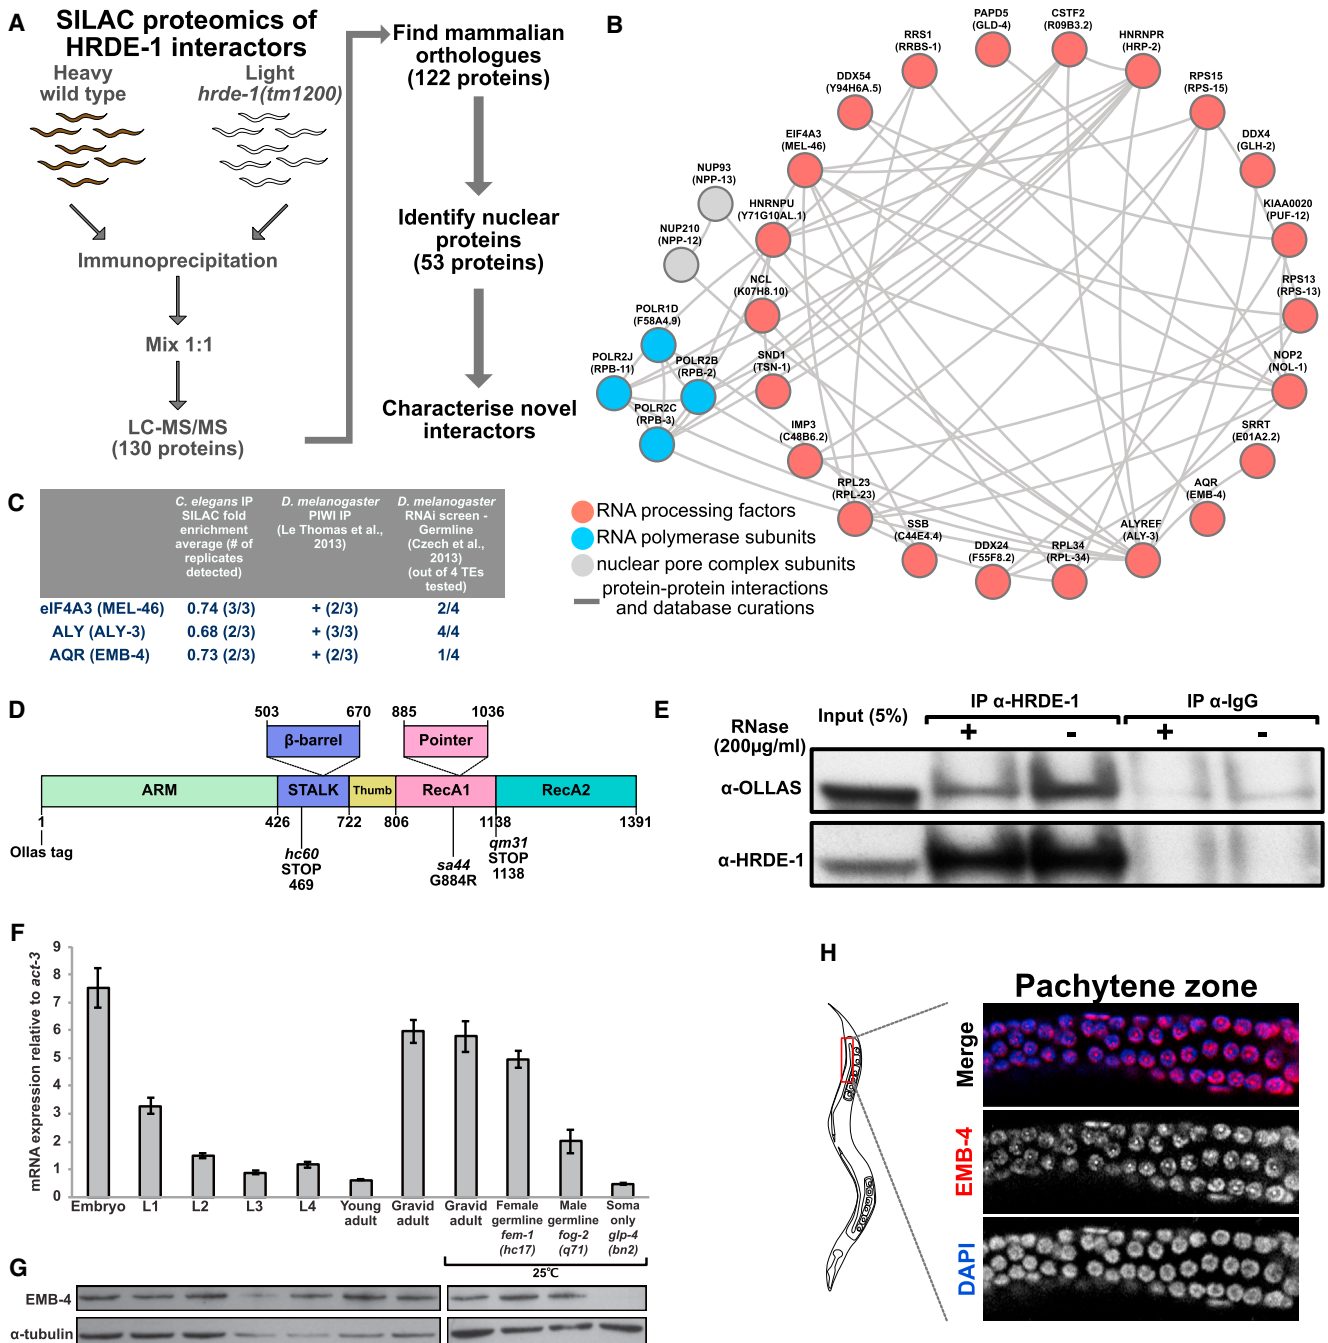 A
SILAC proteomics of
HRDE-1 interactors
Heavy
wild type
Light
hrde-1(tm1200)
Immunoprecipitation
Mix 1:1
LC-MS/MS
(130 proteins)
Find mammalian
orthologues
(122 proteins)
Identify nuclear
proteins
(53 proteins)
Characterise novel
interactors
B
PAPD5
(GLD-4)
CSTF2
(R09B3.2)
HNRNPR
(HRP-2)
RRS1
(RRBS-1)
DDX54
(Y94H6A.5)
RPS15
(RPS-15)
EIF4A3
(MEL-46)
DDX4
(GLH-2)
NUP93
(NPP-13)
HNRNPU
(Y71G10AL.1)
KIAA0020
(PUF-12)
NUP210
(NPP-12)
NCL
(K07H8.10)
RPS13
(RPS-13)
POLR1D
(F58A4.9)
POLR2J
(RPB-11)
POLR2B
(RPB-2)
SND1
(TSN-1)
NOP2
(NOL-1)
POLR2C
(RPB-3)
IMP3
(C48B6.2)
SRRT
(E01A2.2)
RPL23
(RPL-23)
AQR
(EMB-4)
SSB
(C44E4.4)
DDX24
(F55F8.2)
RPL34
(RPL-34)
ALYREF
(ALY-3)
RNA processing factors
RNA polymerase subunits
nuclear pore complex subunits
protein-protein interactions
and database curations
C
C. elegans IP
SILAC fold
enrichment
average (# of
replicates
detected)
D. melanogaster
PIWI IP
(Le Thomas et al.,
2013)
D. melanogaster
RNAi screen -
Germline
(Czech et al.,
2013)
(out of 4 TEs
tested)
eIF4A3 (MEL-46) 0.74 (3/3) + (2/3) 2/4
ALY (ALY-3) 0.68 (2/3) + (3/3) 4/4
AQR (EMB-4) 0.73 (2/3) + (2/3) 1/4
D
503 670 885 1036
β-barrel Pointer
ARM STALK Thumb RecA1 RecA2
1 426 722 806 1138 1391
Ollas tag
hc60
STOP
469
sa44
G884R
qm31
STOP
1138
E
Input (5%) IP α-HRDE-1 IP α-IgG
RNase
(200μg/ml)
+ - + -
α-OLLAS
α-HRDE-1
F
mRNA expression relative to act-3
9
8
7
6
5
4
3
2
1
0
Embryo L1 L2 L3 L4
Young
adult
Gravid
adult
Gravid
adult
Female
germline
fem-1
(hc17)
Male
germline
fog-2
(q71)
Soma
only
glp-4
(bn2)
25℃
G
EMB-4
α-tubulin
H
Pachytene zone
Merge
EMB-4
DAPI